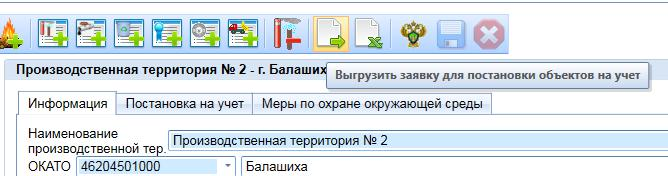 Производственная территория № 2 - г. Балаших
Выгрузить заявку для постановки объектов на учет
Информация
Постановка на учет
Меры по охране окружающей среды
Наименование
производственной тер.
Производственная территория № 2
ОКАТО
46204501000
Балашиха